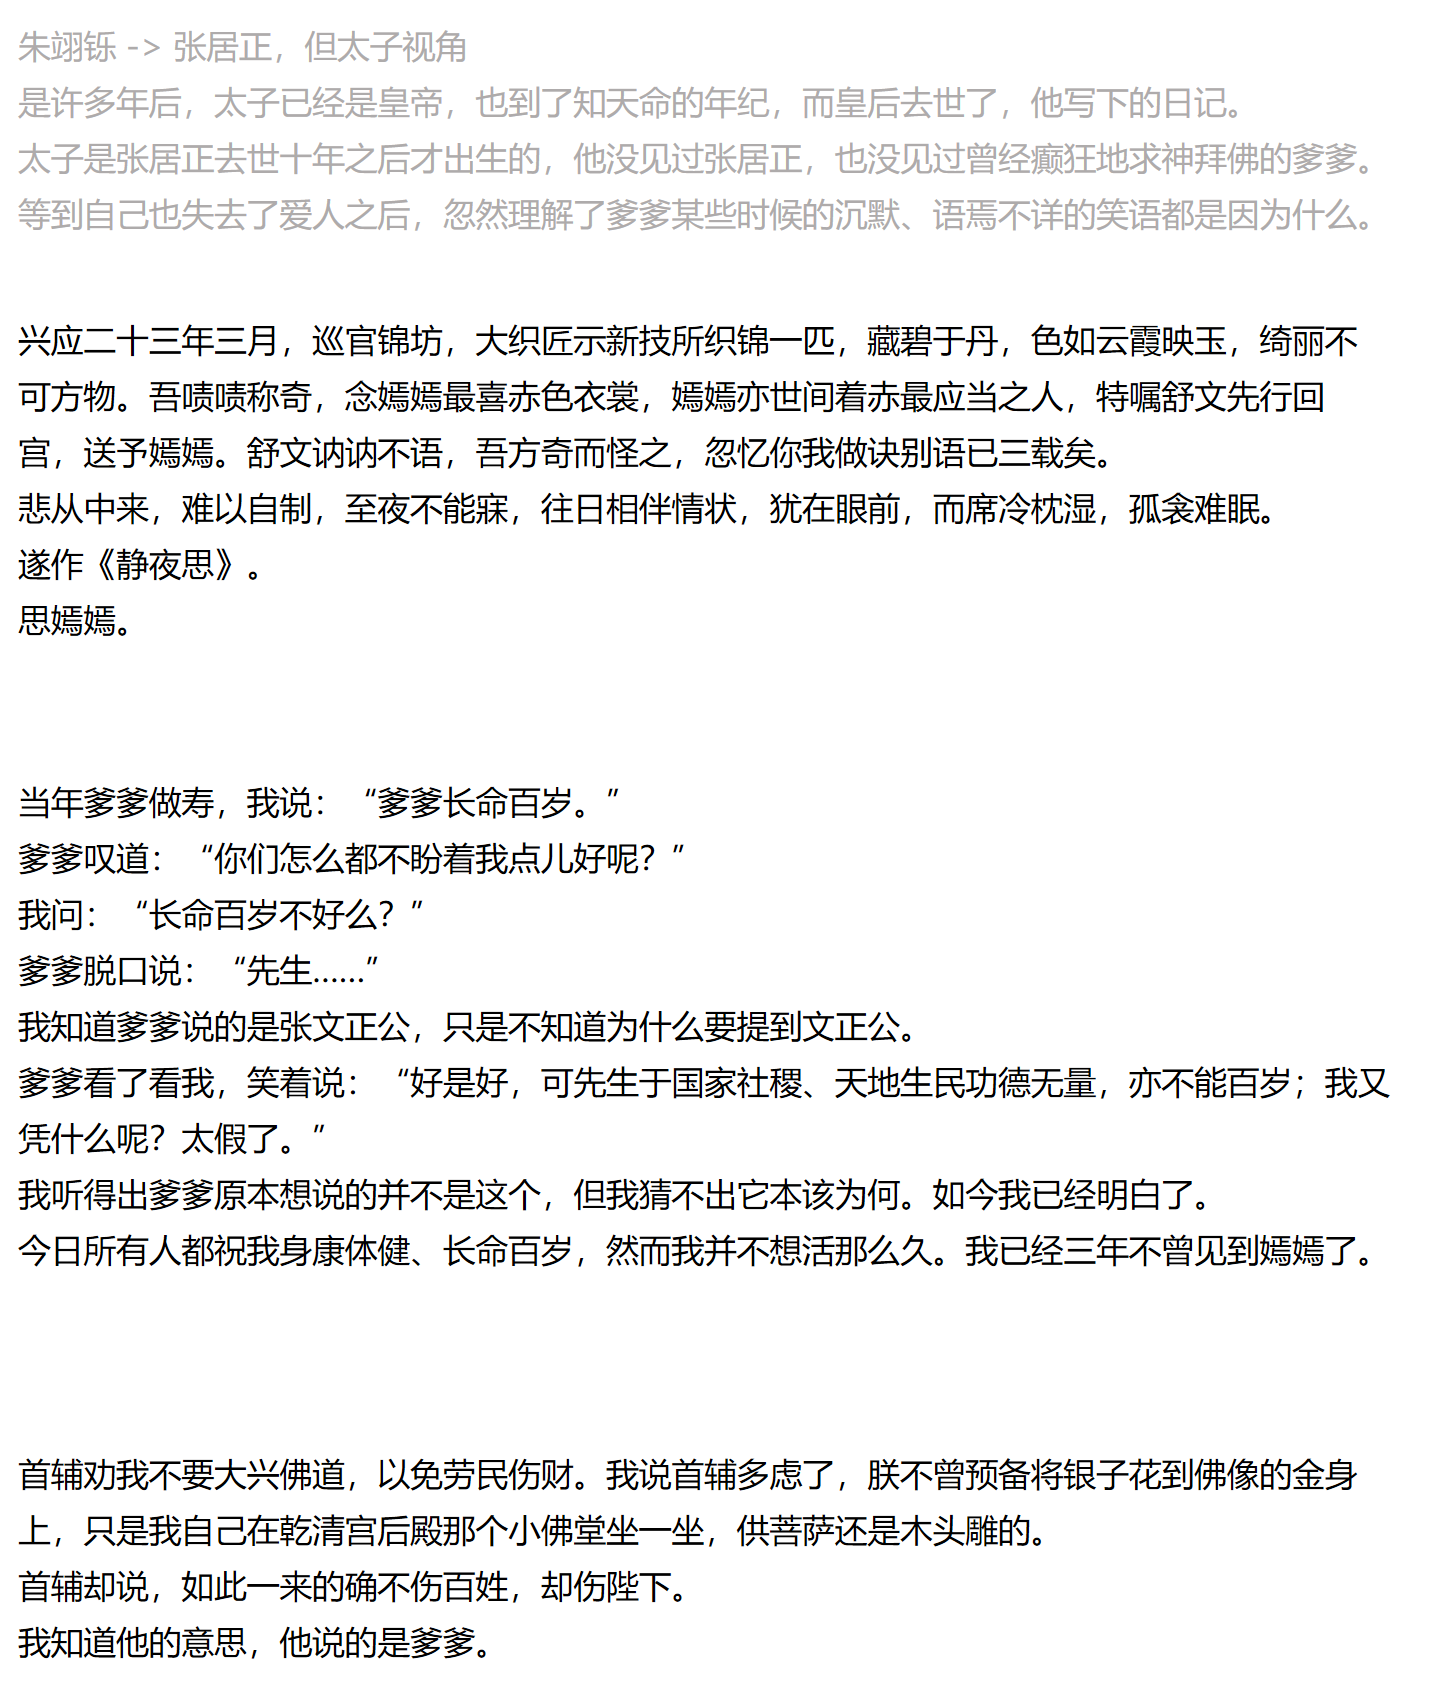 朱翊铄 -> 张居正，但太子视角
是许多年后，太子已经是皇帝，也到了知天命的年纪，而皇后去世了，他写下的日记。
太子是张居正去世十年之后才出生的，他没见过张居正，也没见过曾经癫狂地求神拜佛的爹爹。
等到自己也失去了爱人之后，忽然理解了爹爹某些时候的沉默、语焉不详的笑语都是因为什么。
兴应二十三年三月，巡官锦坊，大织匠示新技所织锦一匹，藏碧于丹，色如云霞映玉，绮丽不
可方物。吾啧啧称奇，念嫣嫣最喜赤色衣裳，嫣嫣亦世间着赤最应当之人，特嘱舒文先行回
宫，送予嫣嫣。舒文讷讷不语，吾方奇而怪之，忽忆你我做诀别语已三载矣。
悲从中来，难以自制，至夜不能寐，往日相伴情状，犹在眼前，而席冷枕湿，孤衾难眠。
遂作《静夜思》。
思嫣嫣。
当年爹爹做寿，我说：“爹爹长命百岁。”
爹爹叹道：“你们怎么都不盼着我点儿好呢？”
我问：“长命百岁不好么？”
爹爹脱口说：“先生……”
我知道爹爹说的是张文正公，只是不知道为什么要提到文正公。
爹爹看了看我，笑着说：“好是好，可先生于国家社稷、天地生民功德无量，亦不能百岁；我又
凭什么呢？太假了。”
我听得出爹爹原本想说的并不是这个，但我猜不出它本该为何。如今我已经明白了。
今日所有人都祝我身康体健、长命百岁，然而我并不想活那么久。我已经三年不曾见到嫣嫣了。
首辅劝我不要大兴佛道，以免劳民伤财。我说首辅多虑了，朕不曾预备将银子花到佛像的金身
上，只是我自己在乾清宫后殿那个小佛堂坐一坐，供菩萨还是木头雕的。
首辅却说，如此一来的确不伤百姓，却伤陛下。
我知道他的意思，他说的是爹爹。